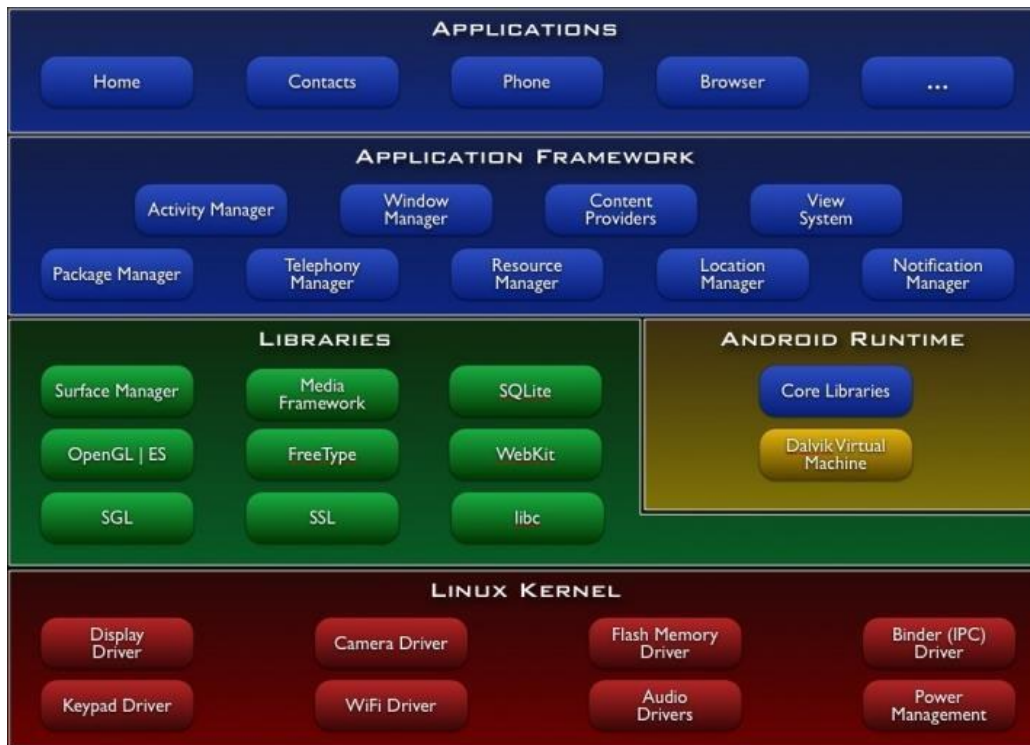 APPLICATIONS
Home
Contacts
Phone
Browser
...
APPLICATION FRAMEWORK
Activity Manager
Window
Manager
Content
Providers
View
System
Package Manager
Telephony
Manager
Resource
Manager
Location
Manager
Notification
Manager
LIBRARIES
Surface Manager
Media
Framework
SQLite
OpenGL | ES
FreeType
WebKit
SGL
SSL
libc
ANDROID RUNTIME
Core Libraries
Dalvik Virtual
Machine
LINUX KERNEL
Display
Driver
Camera Driver
Flash Memory
Driver
Binder (IPC)
Driver
Keypad Driver
WiFi Driver
Audio
Drivers
Power
Management